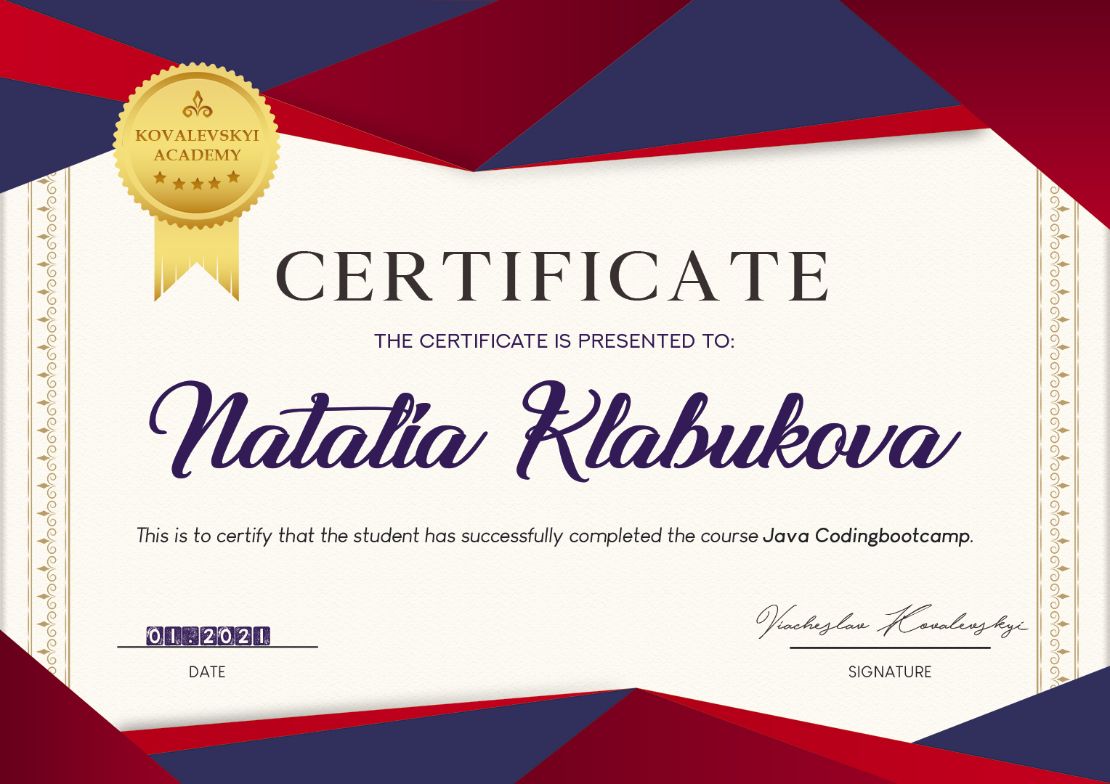 KOVALEVSKYI
ACADEMY
CERTIFICATE
THE CERTIFICATE IS PRESENTED TO:
Natalia Klabukova
This is to certify that the student has successfully completed the course Java Codingbootcamp.
01.2021
Viacheslav Kovalevskyi
DATE
SIGNATURE